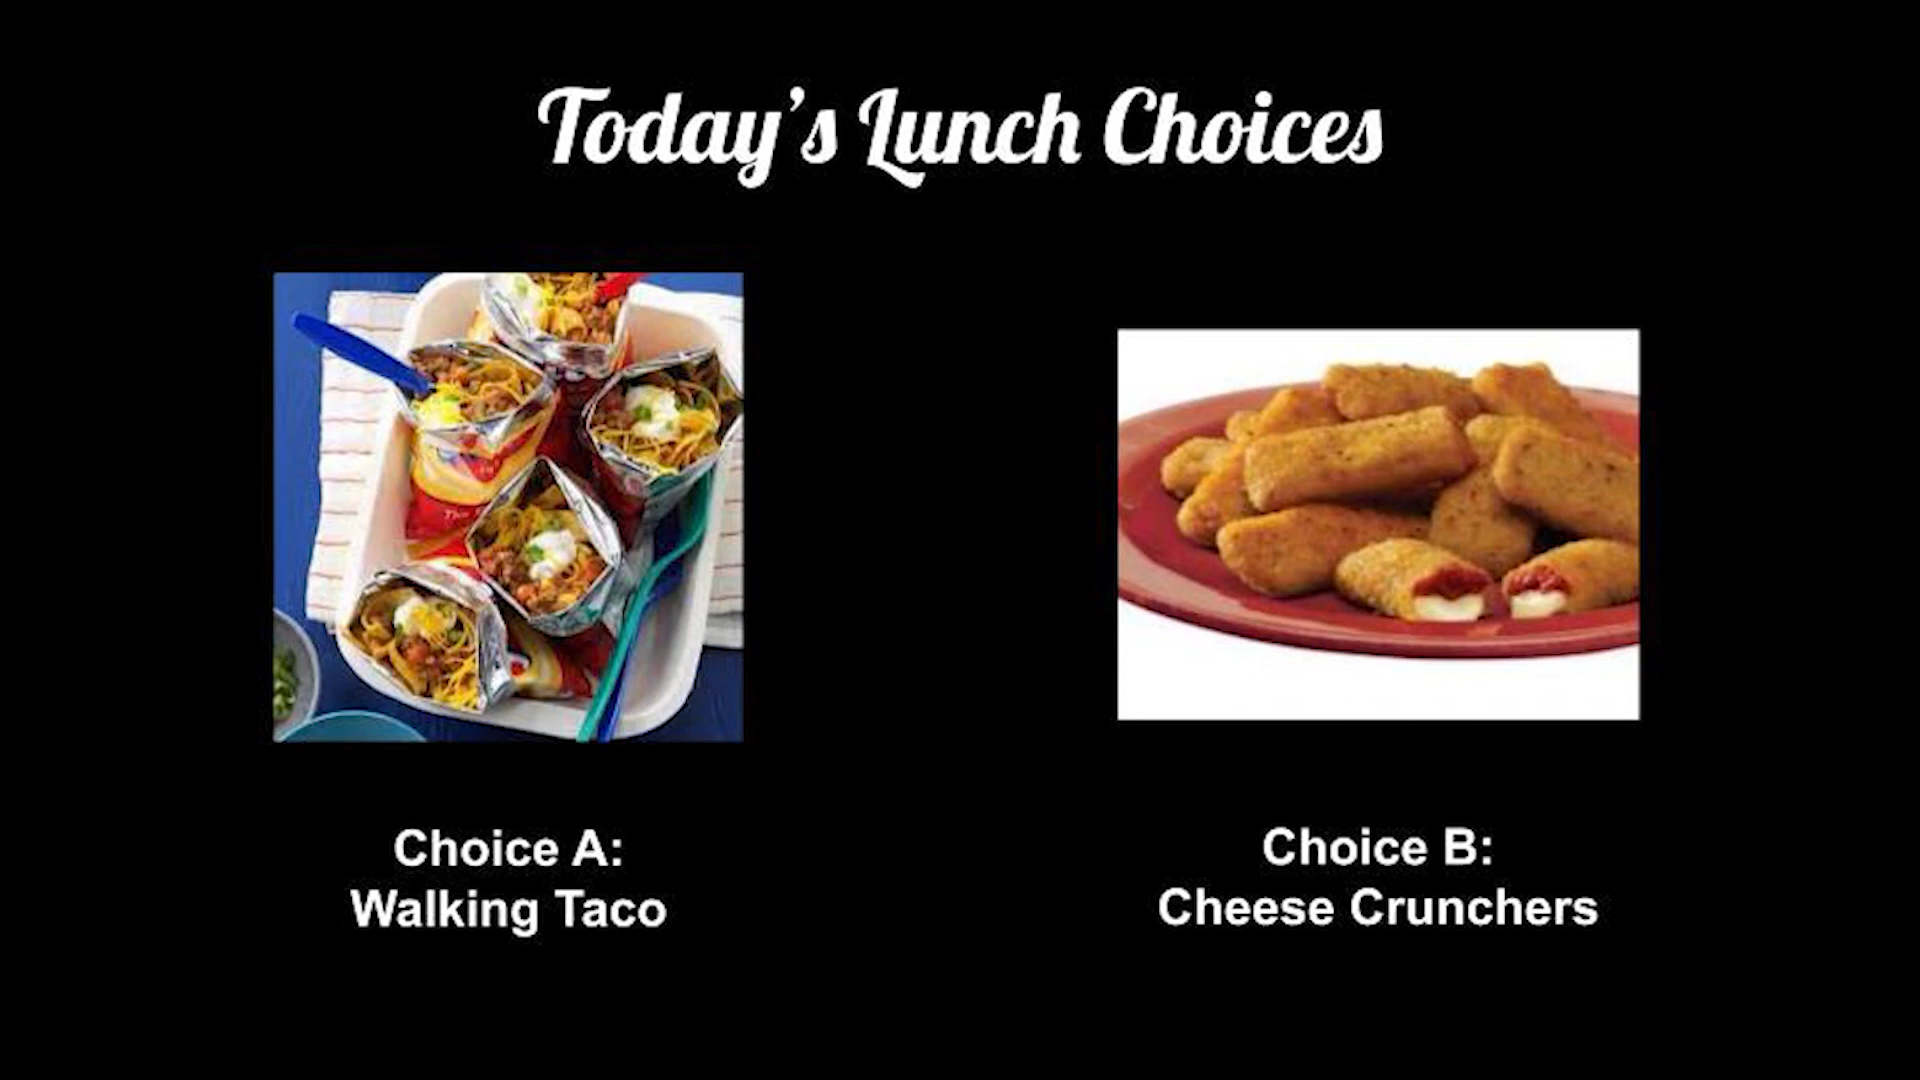 Today's Lunch Choices
Choice A:
Walking Taco
Choice B:
Cheese Crunchers